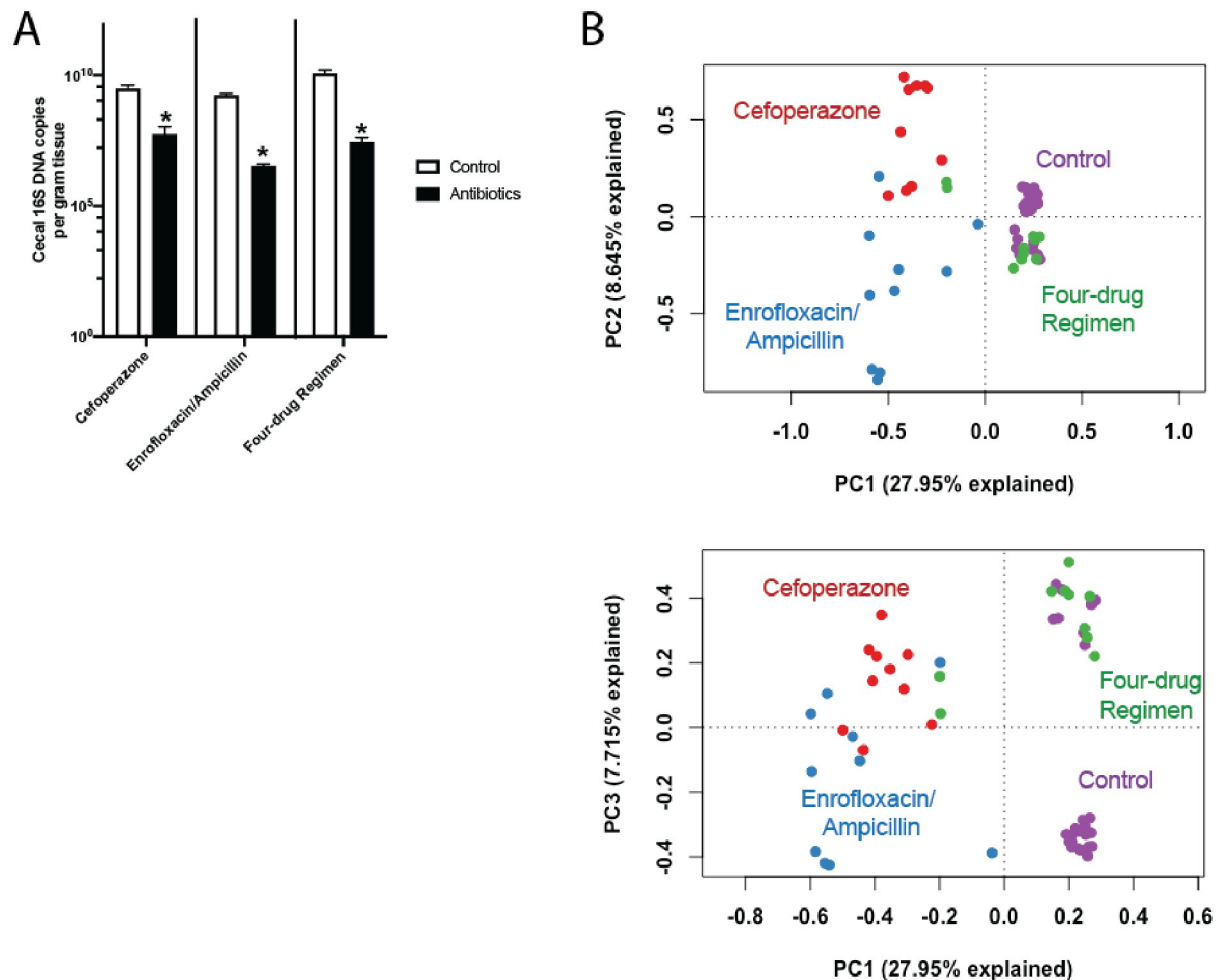 A
Cecal 16S DNA copies
per gram tissue
10¹⁰
10⁵
10⁰
*
*
*
Cefoperazone
Enrofloxacin/Ampicillin
Four-drug Regimen
Control
Antibiotics
B
PC2 (8.645% explained)
0.5
0.0
-0.5
Cefoperazone
Control
Enrofloxacin/
Ampicillin
Four-drug
Regimen
-1.0 -0.5 0.0 0.5 1.0
PC1 (27.95% explained)
PC3 (7.715% explained)
0.4
0.2
0.0
-0.2
-0.4
Cefoperazone
Four-drug
Regimen
Control
Enrofloxacin/
Ampicillin
-0.8 -0.6 -0.4 -0.2 0.0 0.2 0.4 0.6
PC1 (27.95% explained)